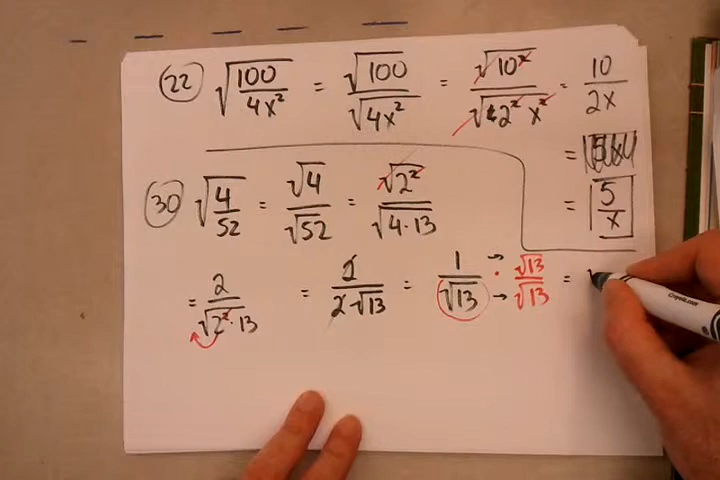 22 √(100/4x²) = √100/√(4x²) = √(10²)/√(2²x²) = 10/2x
= 5/x
30 √(4/52) = √4/√52 = √(2²)/√(4·13)
= 2/√(2²·13) = 2/2√13 = 1/√13 · √13/√13 =
Crayola